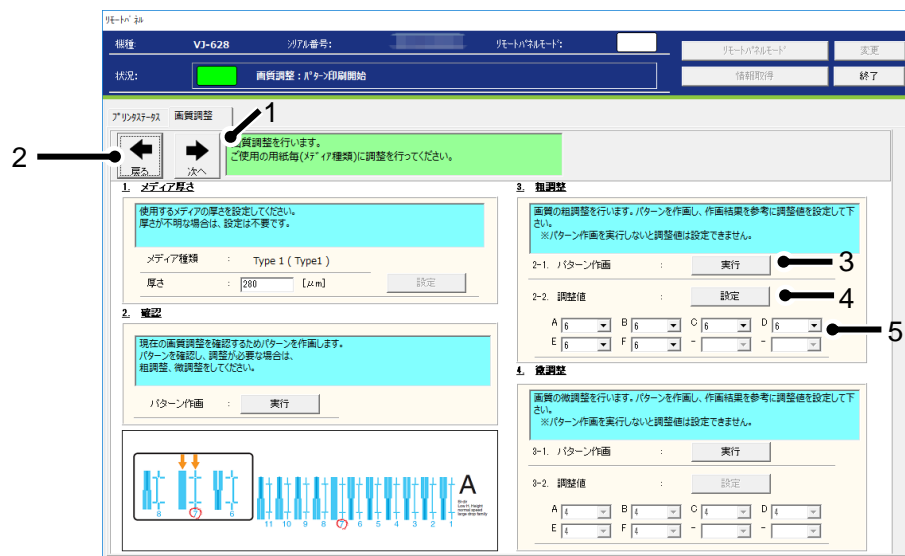 リモートパネル
機種: VJ-628 シリアル番号: リモートパネルモード: リモートパネルモード 変更
状況: 画質調整：パターン印刷開始 情報取得 終了
プリンタステータス 画質調整
1
2
戻る 次へ
画質調整を行います。
ご使用の用紙毎(メディア種類)に調整を行ってください。
1. メディア厚さ
使用するメディアの厚さを設定してください。
厚さが不明な場合は、設定は不要です。
メディア種類 : Type 1 ( Type1 )
厚さ : 280 [μm] 設定
2. 確認
現在の画質調整を確認するためパターンを作画します。
パターンを確認し、調整が必要な場合は、
粗調整、微調整をしてください。
パターン作画 : 実行
8 7 6
11 10 9 8 7 6 5 4 3 2 1
A
3. 粗調整
画質の粗調整を行います。パターンを作画し、作画結果を参考に調整値を設定して下
さい。
※パターン作画を実行しないと調整値は設定できません。
2-1. パターン作画 : 実行
3
2-2. 調整値 : 設定
4
A 6 B 6 C 6 D 6
5
E 6 F 6 - -
4. 微調整
画質の微調整を行います。パターンを作画し、作画結果を参考に調整値を設定して下
さい。
※パターン作画を実行しないと調整値は設定できません。
3-1. パターン作画 : 実行
3-2. 調整値 : 設定
A 4 B 4 C 4 D 4
E 4 F 4 - -